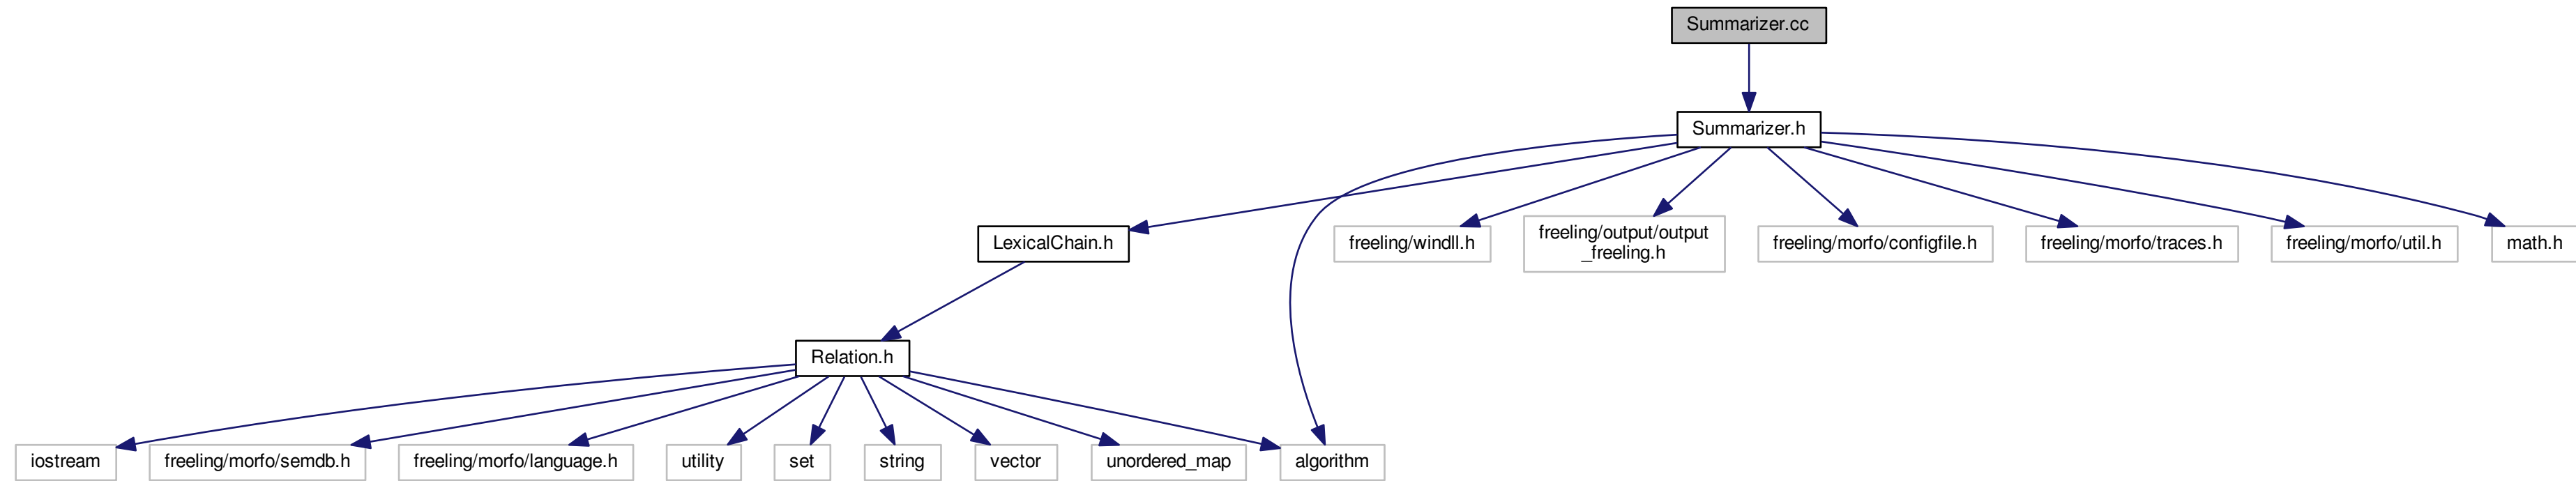 Summarizer.cc
Summarizer.h
LexicalChain.h
freeling/windll.h
freeling/output/output
_freeling.h
freeling/morfo/configfile.h
freeling/morfo/traces.h
freeling/morfo/util.h
math.h
Relation.h
iostream
freeling/morfo/semdb.h
freeling/morfo/language.h
utility
set
string
vector
unordered_map
algorithm